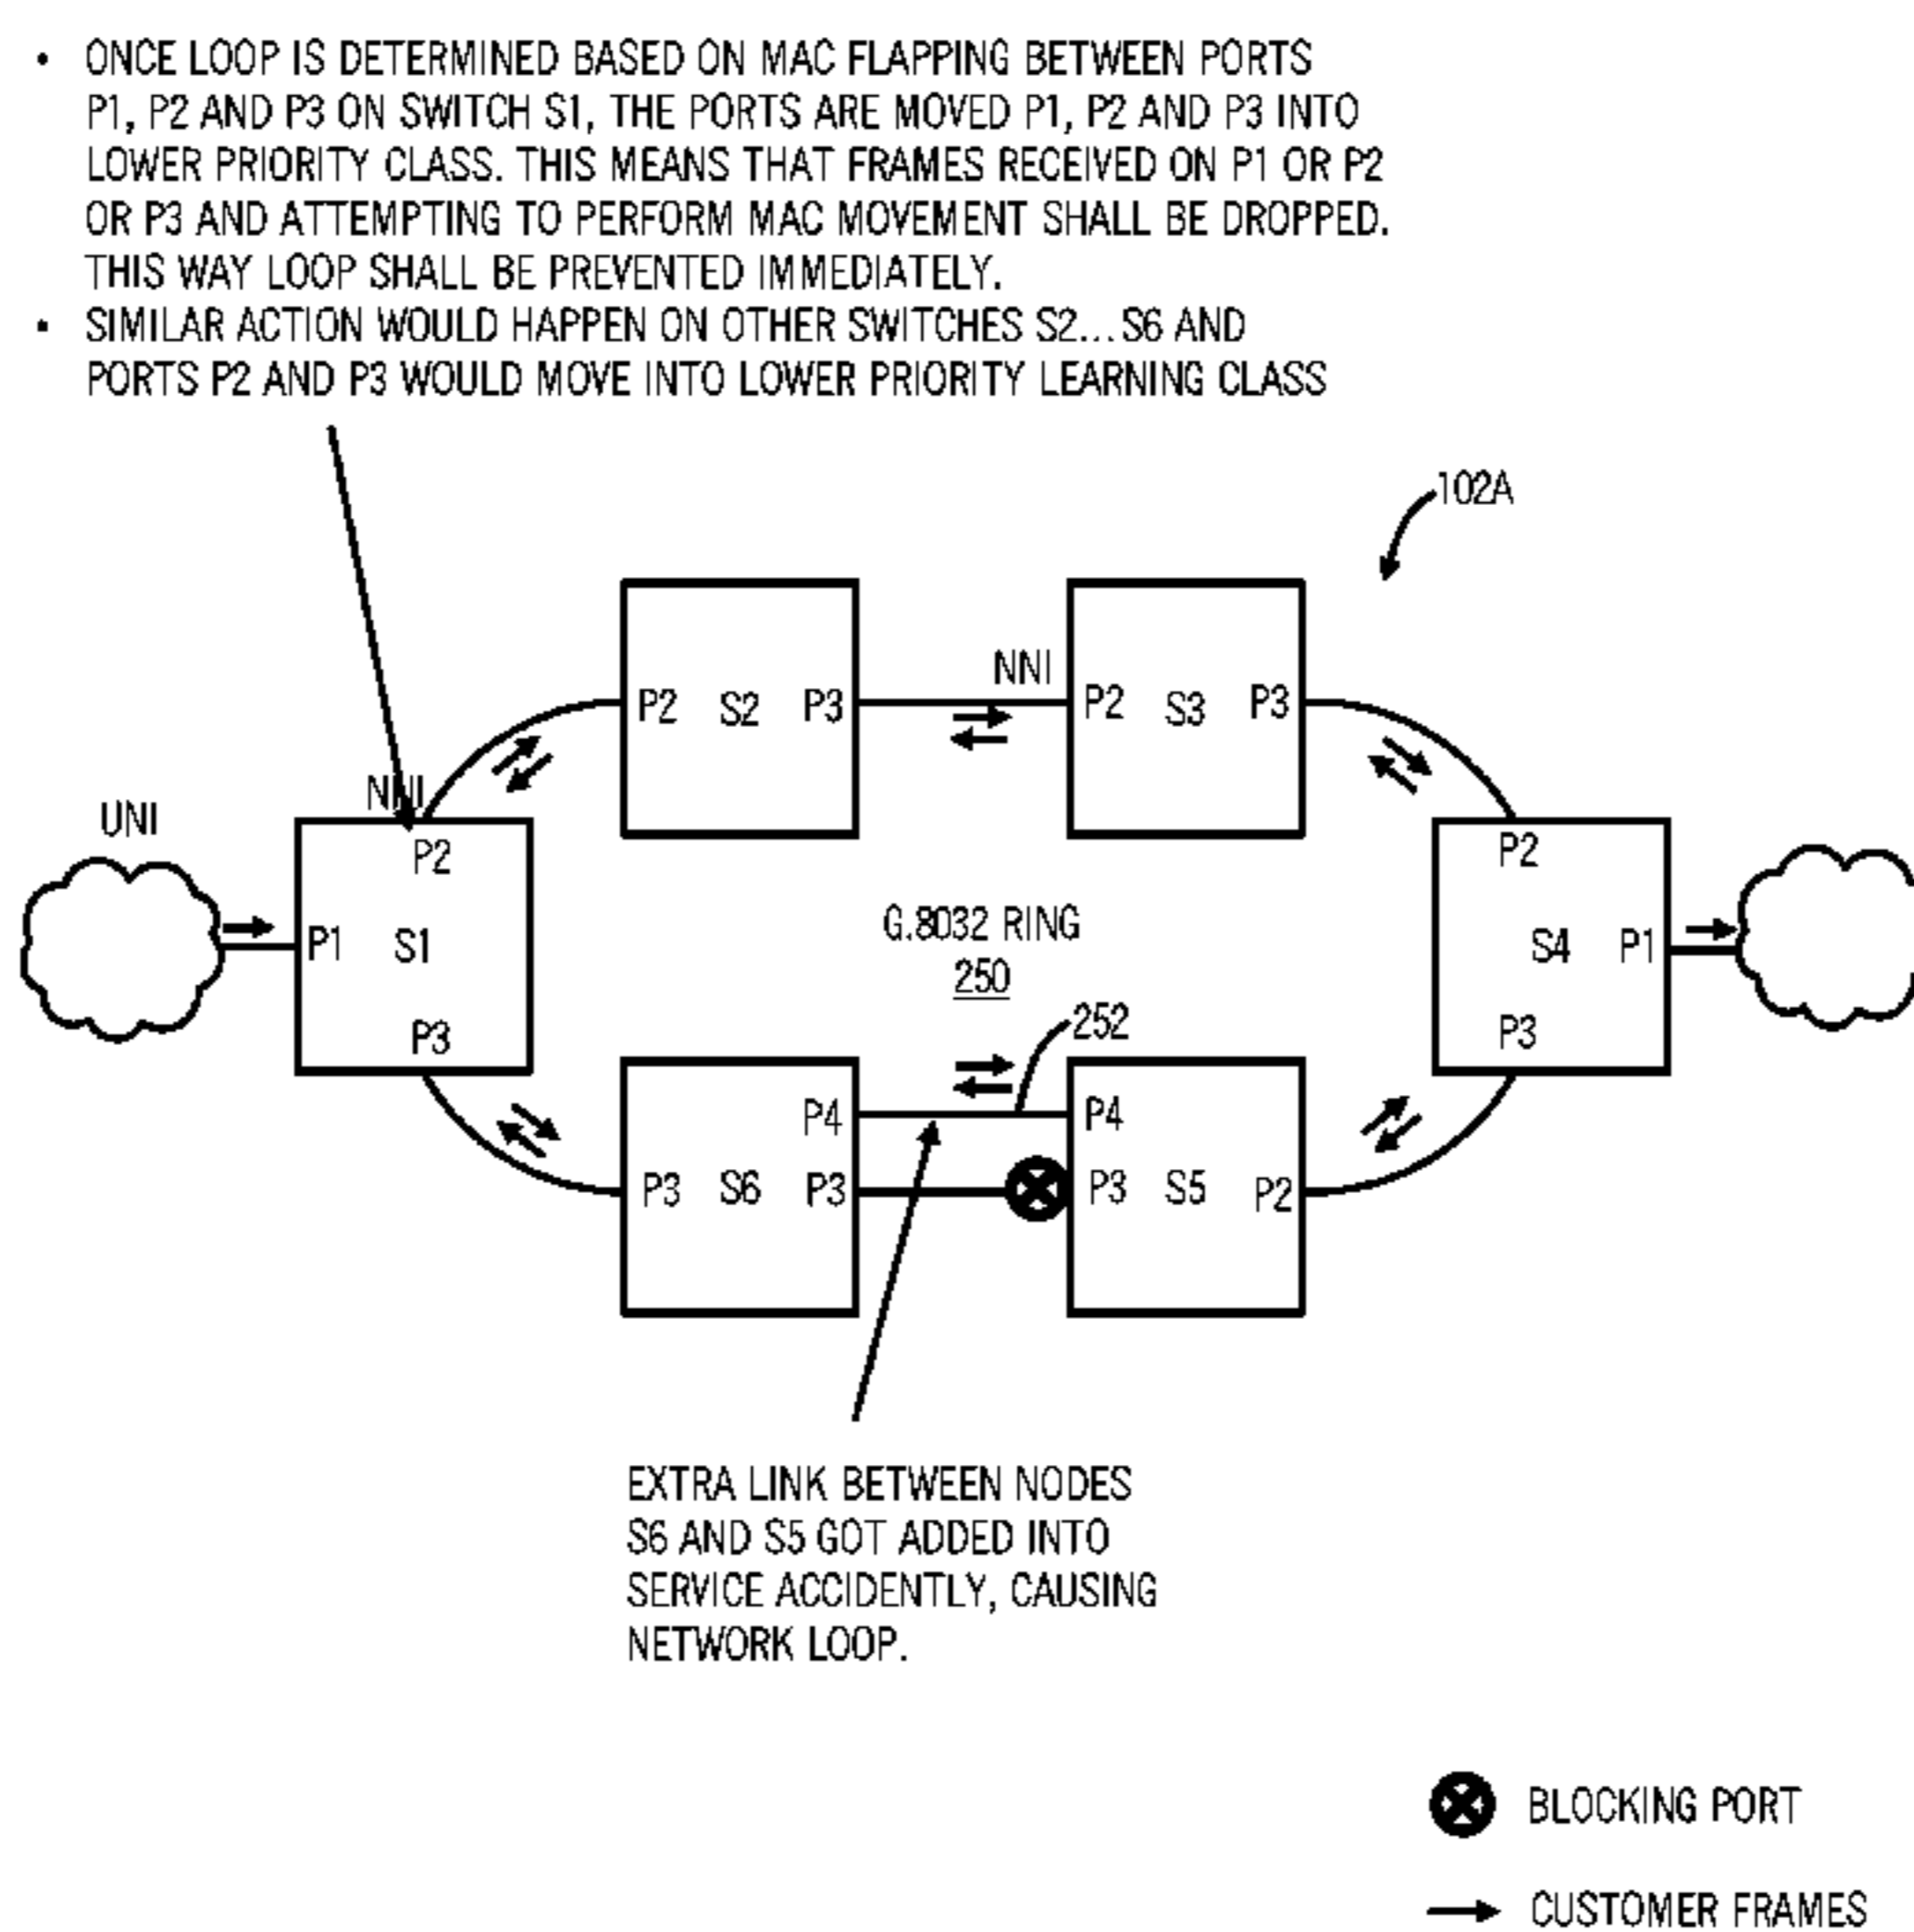 • ONCE LOOP IS DETERMINED BASED ON MAC FLAPPING BETWEEN PORTS
P1, P2 AND P3 ON SWITCH S1, THE PORTS ARE MOVED P1, P2 AND P3 INTO
LOWER PRIORITY CLASS. THIS MEANS THAT FRAMES RECEIVED ON P1 OR P2
OR P3 AND ATTEMPTING TO PERFORM MAC MOVEMENT SHALL BE DROPPED.
THIS WAY LOOP SHALL BE PREVENTED IMMEDIATELY.
• SIMILAR ACTION WOULD HAPPEN ON OTHER SWITCHES S2...S6 AND
PORTS P2 AND P3 WOULD MOVE INTO LOWER PRIORITY LEARNING CLASS
102A
NNI
P2 S2 P3
P2 S3 P3
NNI
UNI
P2
P1 S1
P3
P2
S4 P1
P3
G.8032 RING
250
252
P4
P3 S6 P3
P4
P3 S5 P2
EXTRA LINK BETWEEN NODES
S6 AND S5 GOT ADDED INTO
SERVICE ACCIDENTLY, CAUSING
NETWORK LOOP.
BLOCKING PORT
CUSTOMER FRAMES